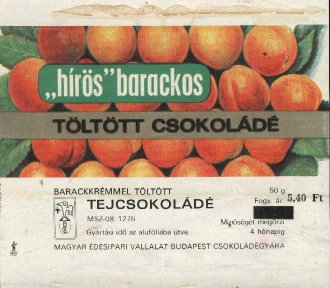 „hírös” barackos
TÖLTÖTT CSOKOLÁDÉ
BARACKKRÉMMEL TÖLTÖTT
TEJCSOKOLÁDÉ
MSZ-08 1276
Gyártási idő az alufóliába ütve.
50 g
Fogy. ár: 5,40 Ft
Minőségét megőrzi
4 hónapig
MAGYAR ÉDESIPARI VÁLLALAT BUDAPEST CSOKOLÁDÉGYÁRA